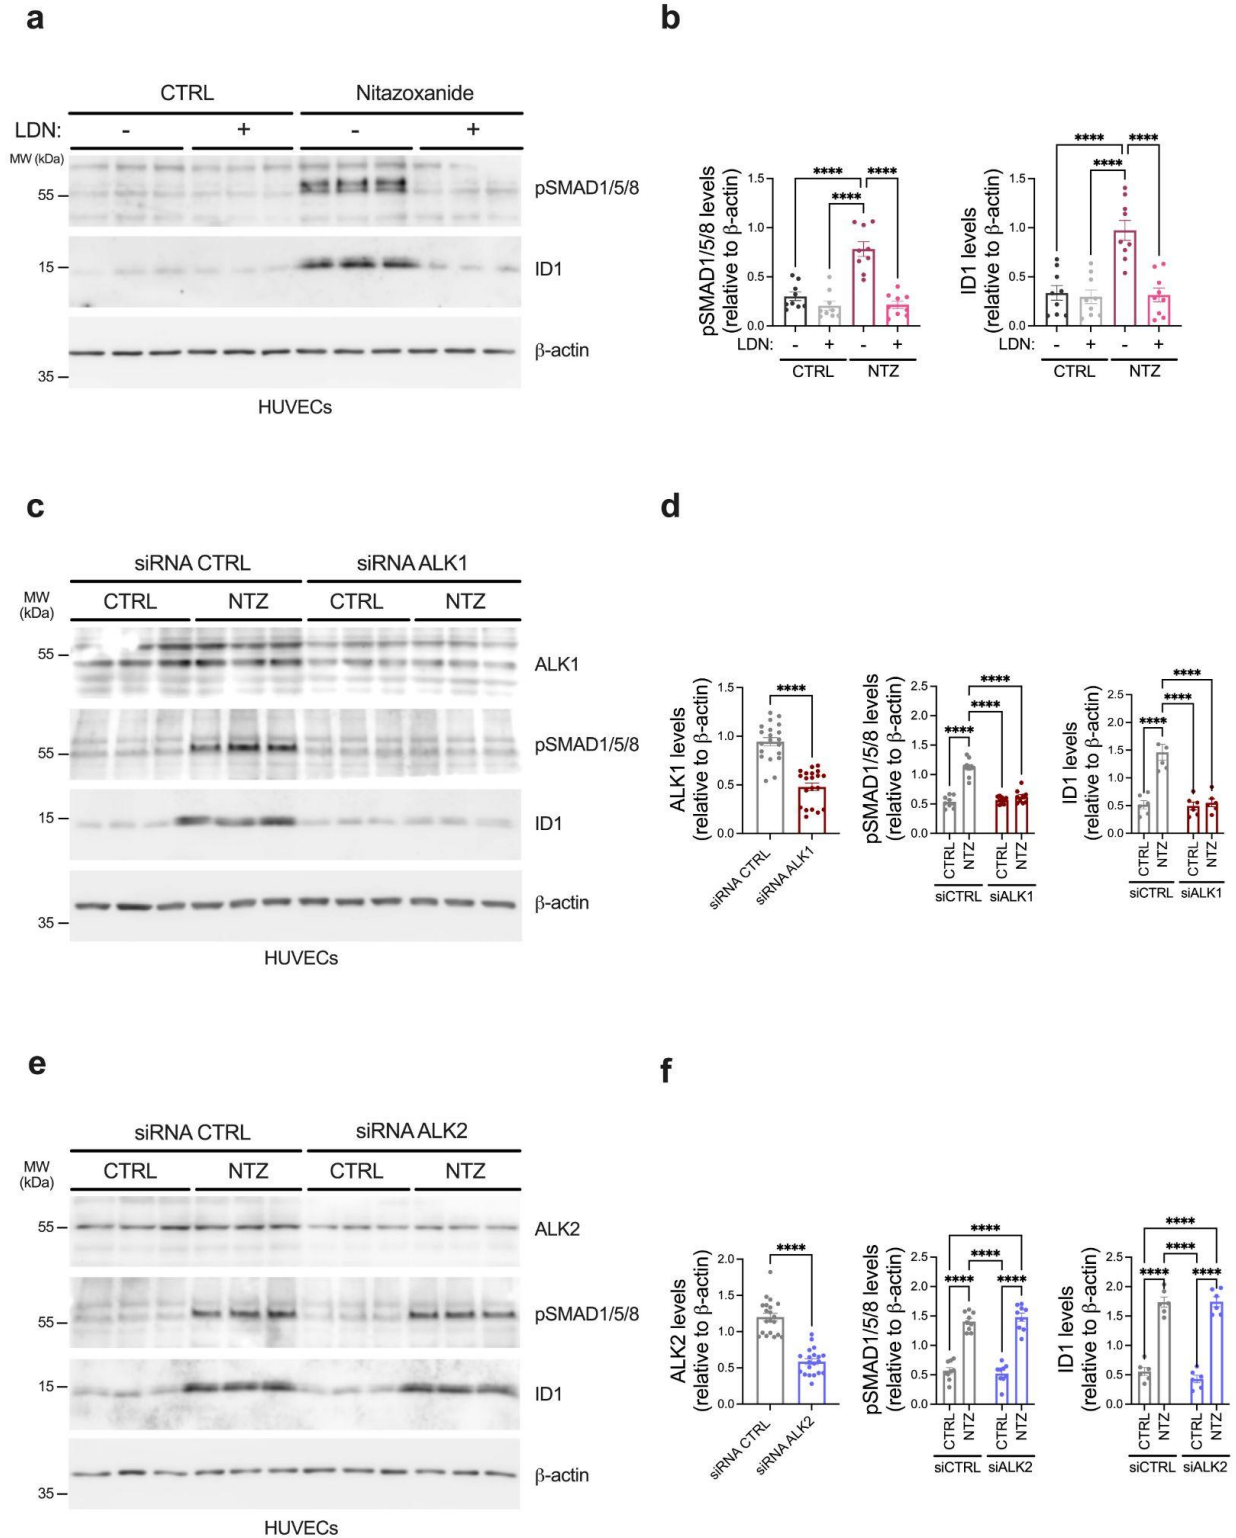 a
CTRL
Nitazoxanide
LDN:
-
+
-
+
MW (kDa)
55
pSMAD1/5/8
15
ID1
β-actin
35
HUVECs
b
pSMAD1/5/8 levels
(relative to β-actin)
1.5
1.0
0.5
0.0
****
****
****
LDN:
-
+
-
+
CTRL
NTZ
ID1 levels
(relative to β-actin)
1.5
1.0
0.5
0.0
****
****
****
LDN:
-
+
-
+
CTRL
NTZ
c
siRNA CTRL
siRNA ALK1
MW
(kDa)
CTRL
NTZ
CTRL
NTZ
55
ALK1
55
pSMAD1/5/8
15
ID1
β-actin
35
HUVECs
d
ALK1 levels
(relative to β-actin)
1.5
1.0
0.5
0.0
****
siRNA CTRL
siRNA ALK1
pSMAD1/5/8 levels
(relative to β-actin)
2.5
2.0
1.5
1.0
0.5
0.0
****
****
****
CTRL
NTZ
CTRL
NTZ
siCTRL
siALK1
ID1 levels
(relative to β-actin)
2.5
2.0
1.5
1.0
0.5
0.0
****
****
****
CTRL
NTZ
CTRL
NTZ
siCTRL
siALK1
e
siRNA CTRL
siRNA ALK2
MW
(kDa)
CTRL
NTZ
CTRL
NTZ
55
ALK2
55
pSMAD1/5/8
15
ID1
β-actin
35
HUVECs
f
ALK2 levels
(relative to β-actin)
2.0
1.5
1.0
0.5
0.0
****
siRNA CTRL
siRNA ALK2
pSMAD1/5/8 levels
(relative to β-actin)
2.5
2.0
1.5
1.0
0.5
0.0
****
****
****
****
CTRL
NTZ
CTRL
NTZ
siCTRL
siALK2
ID1 levels
(relative to β-actin)
2.5
2.0
1.5
1.0
0.5
0.0
****
****
****
****
CTRL
NTZ
CTRL
NTZ
siCTRL
siALK2